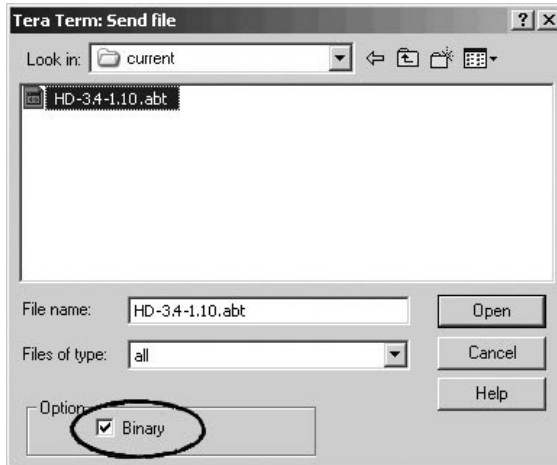 Tera Term: Send file
Look in: current
HD-3.4-1.10.abt
File name: HD-3.4-1.10.abt Open
Files of type: all Cancel
Help
Option
Binary